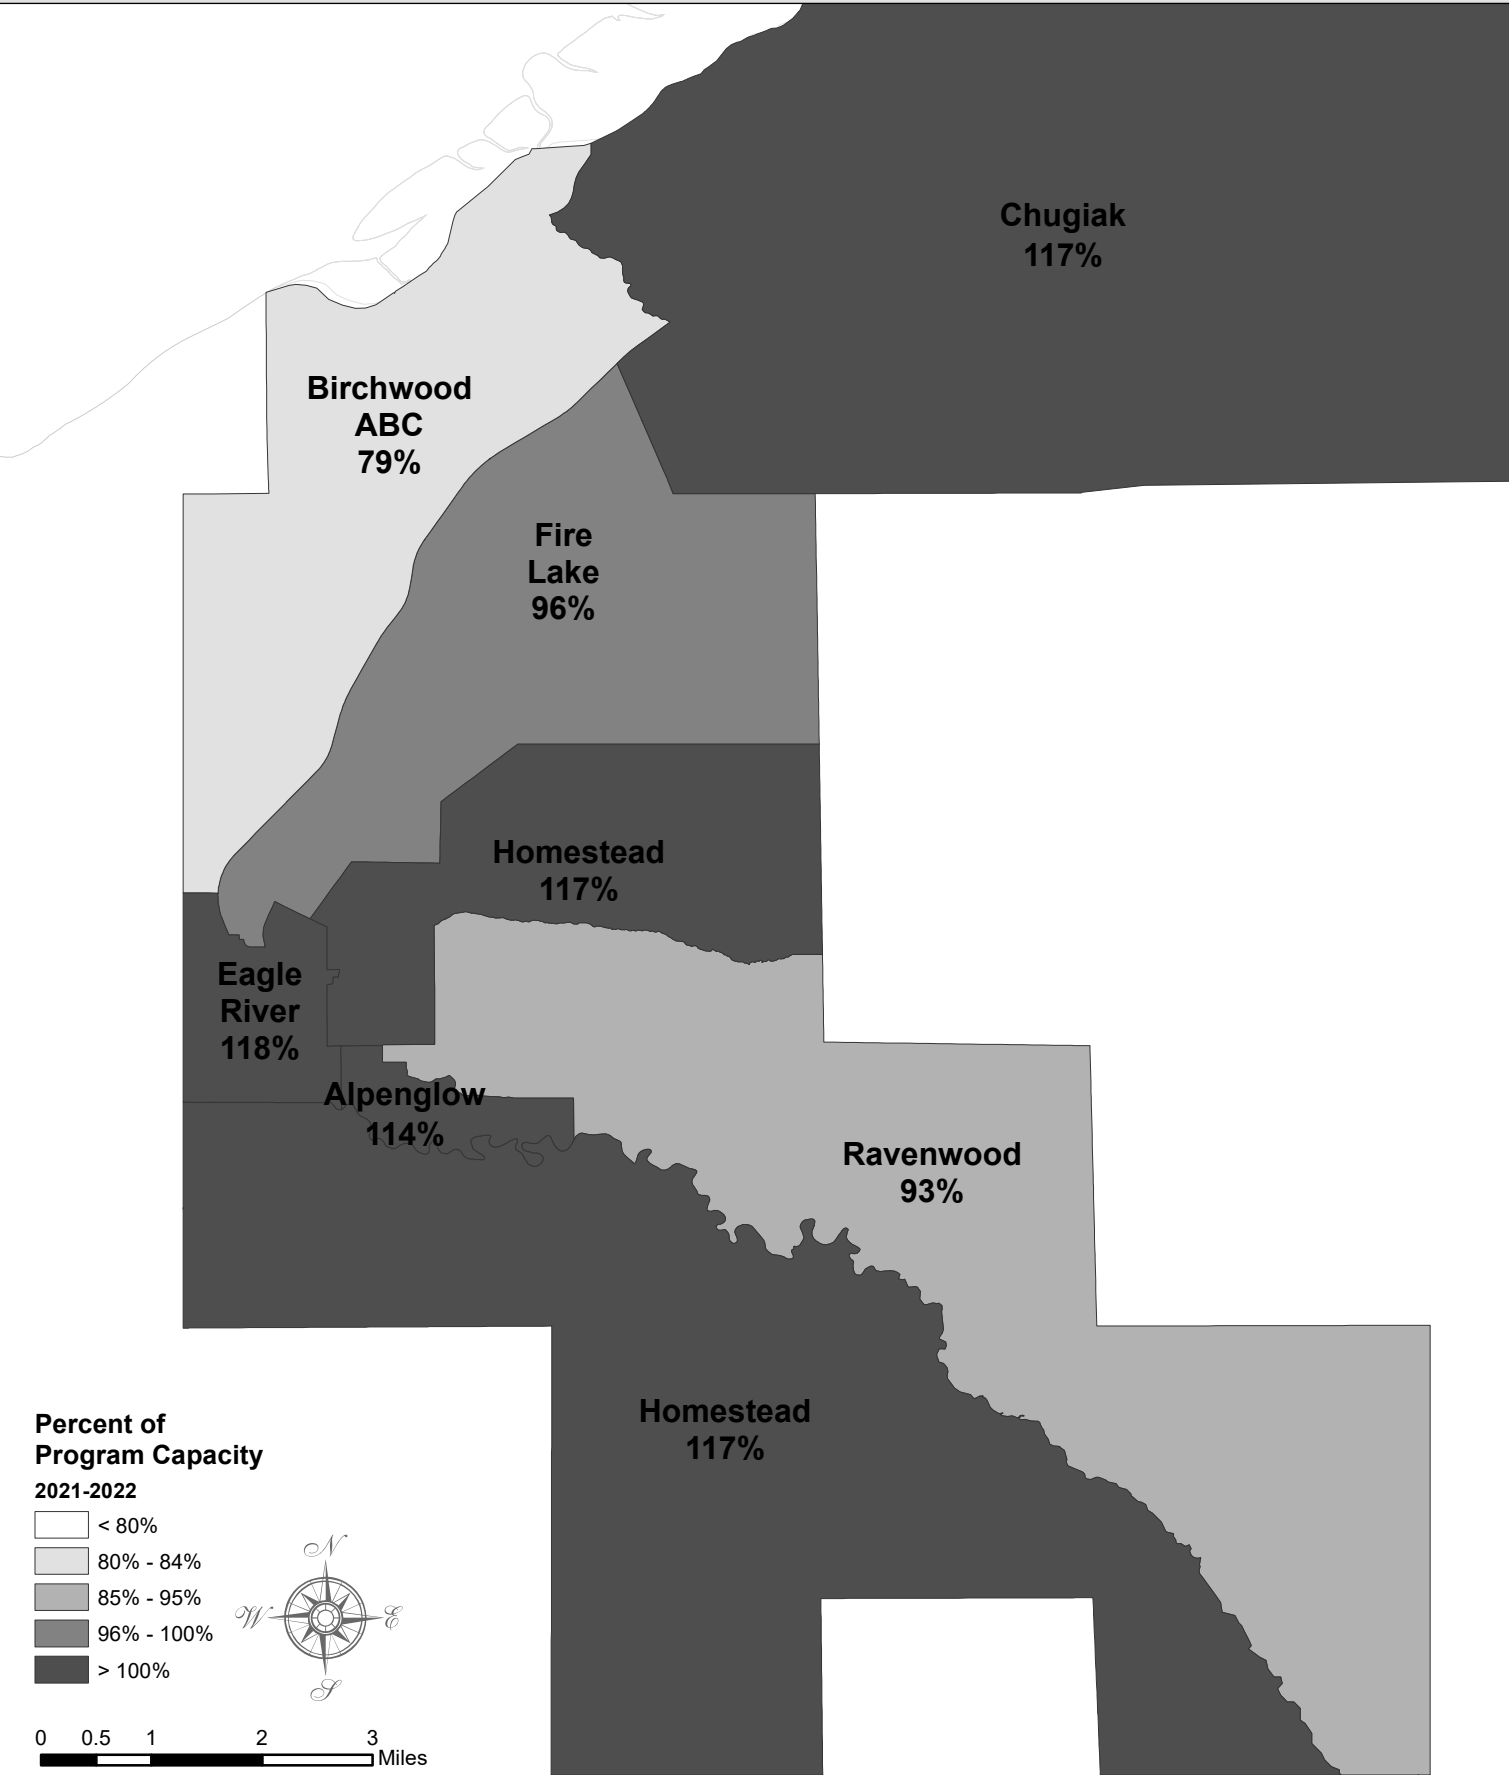 Chugiak
117%
Birchwood
ABC
79%
Fire
Lake
96%
Homestead
117%
Eagle
River
118%
Alpenglow
114%
Ravenwood
93%
Homestead
117%
Percent of
Program Capacity
2021-2022
< 80%
80% - 84%
85% - 95%
96% - 100%
> 100%
N
W
E
S
0 0.5 1 2 3
Miles